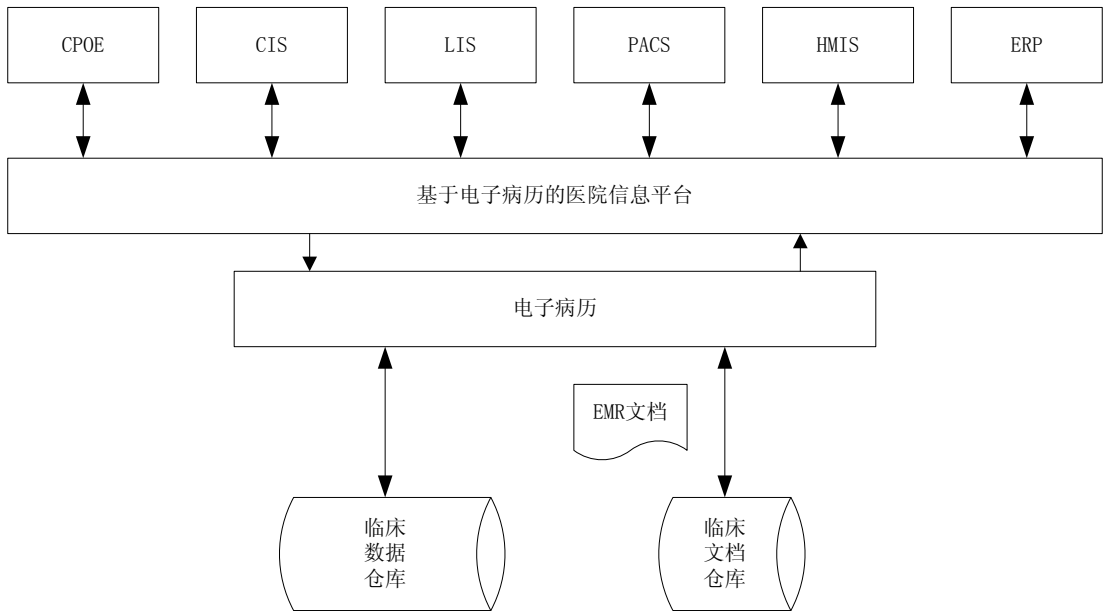 CPOE
CIS
LIS
PACS
HMIS
ERP
基于电子病历的医院信息平台
电子病历
EMR文档
临床
数据
仓库
临床
文档
仓库